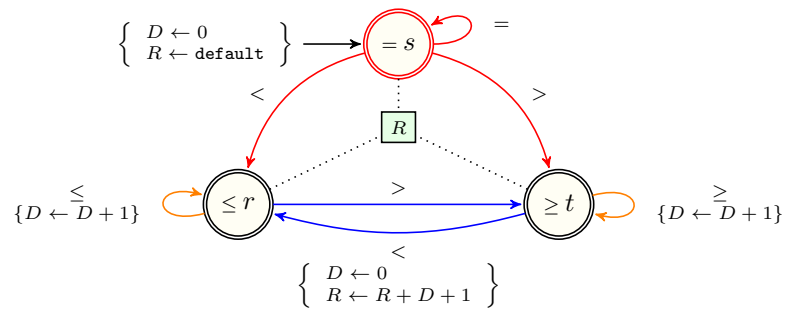 { D ← 0
R ← default }
= s
=
<
>
R
≤
{D ← D + 1}
≤ r
>
≥ t
≥
{D ← D + 1}
<
{ D ← 0
R ← R + D + 1 }